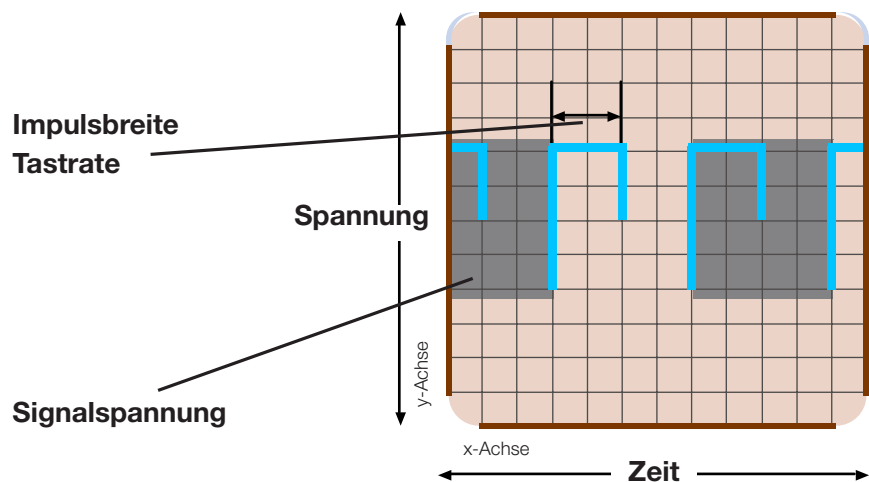 Impulsbreite
Tastrate
Spannung
Signalspannung
y-Achse
x-Achse
Zeit